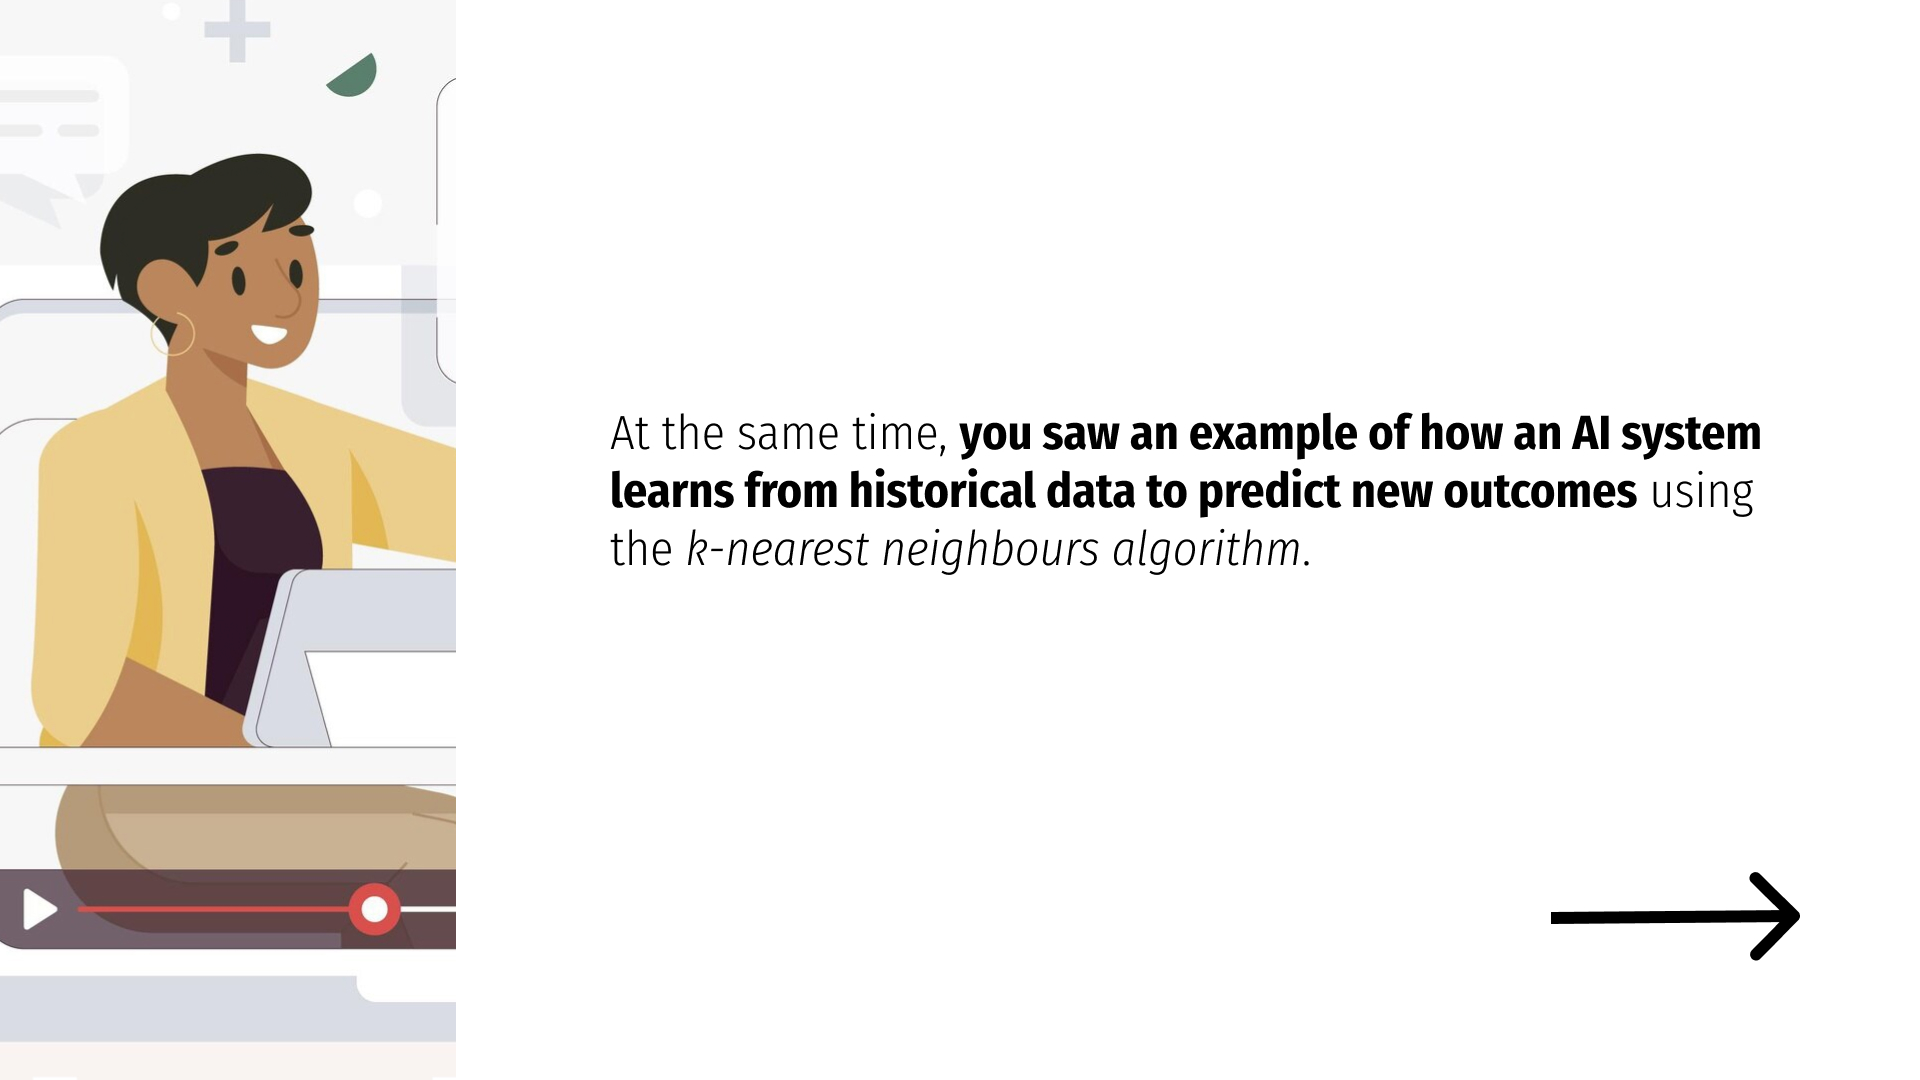 At the same time, you saw an example of how an AI system
learns from historical data to predict new outcomes using
the k-nearest neighbours algorithm.